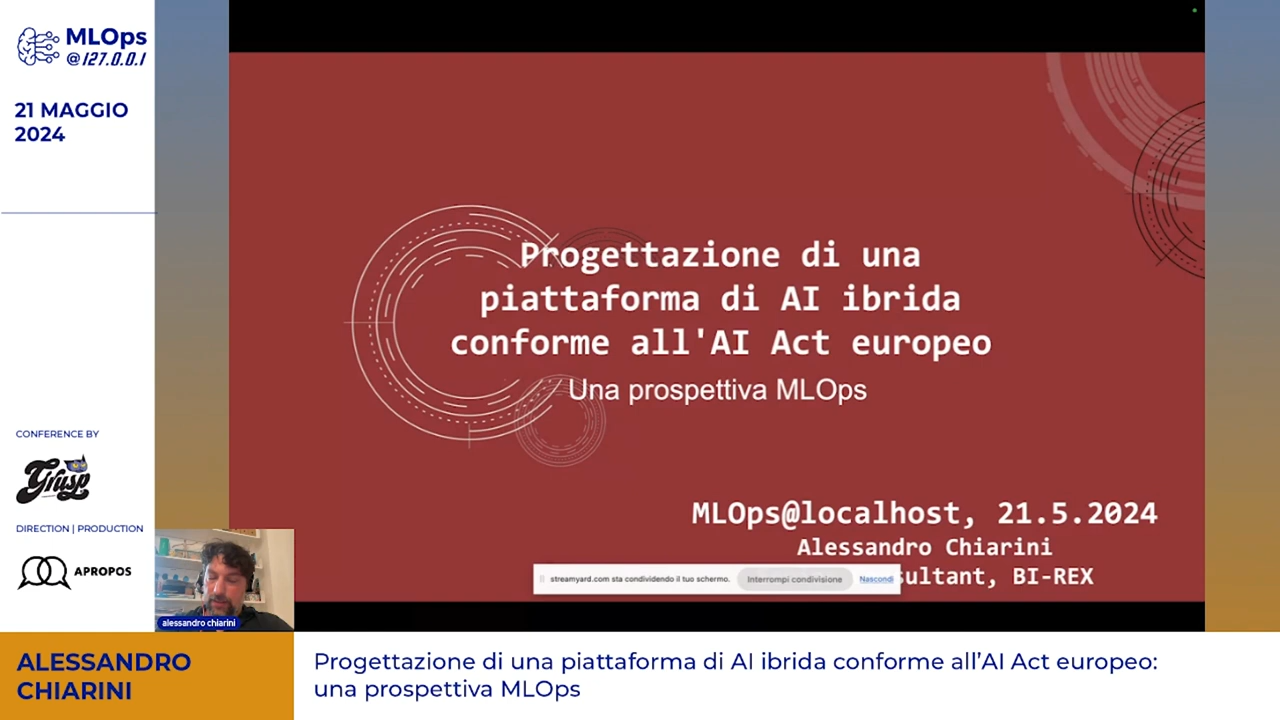 MLOps
@127.0.0.1
21 MAGGIO
2024
Progettazione di una
piattaforma di AI ibrida
conforme all'AI Act europeo
Una prospettiva MLOps
MLOps@localhost, 21.5.2024
Alessandro Chiarini
sultant, BI-REX
streamyard.com sta condividendo il tuo schermo.
Interrompi condivisione
Nascondi
CONFERENCE BY
Grusp
DIRECTION | PRODUCTION
APROPOS
alessandro chiarini
ALESSANDRO
CHIARINI
Progettazione di una piattaforma di AI ibrida conforme all’AI Act europeo:
una prospettiva MLOps